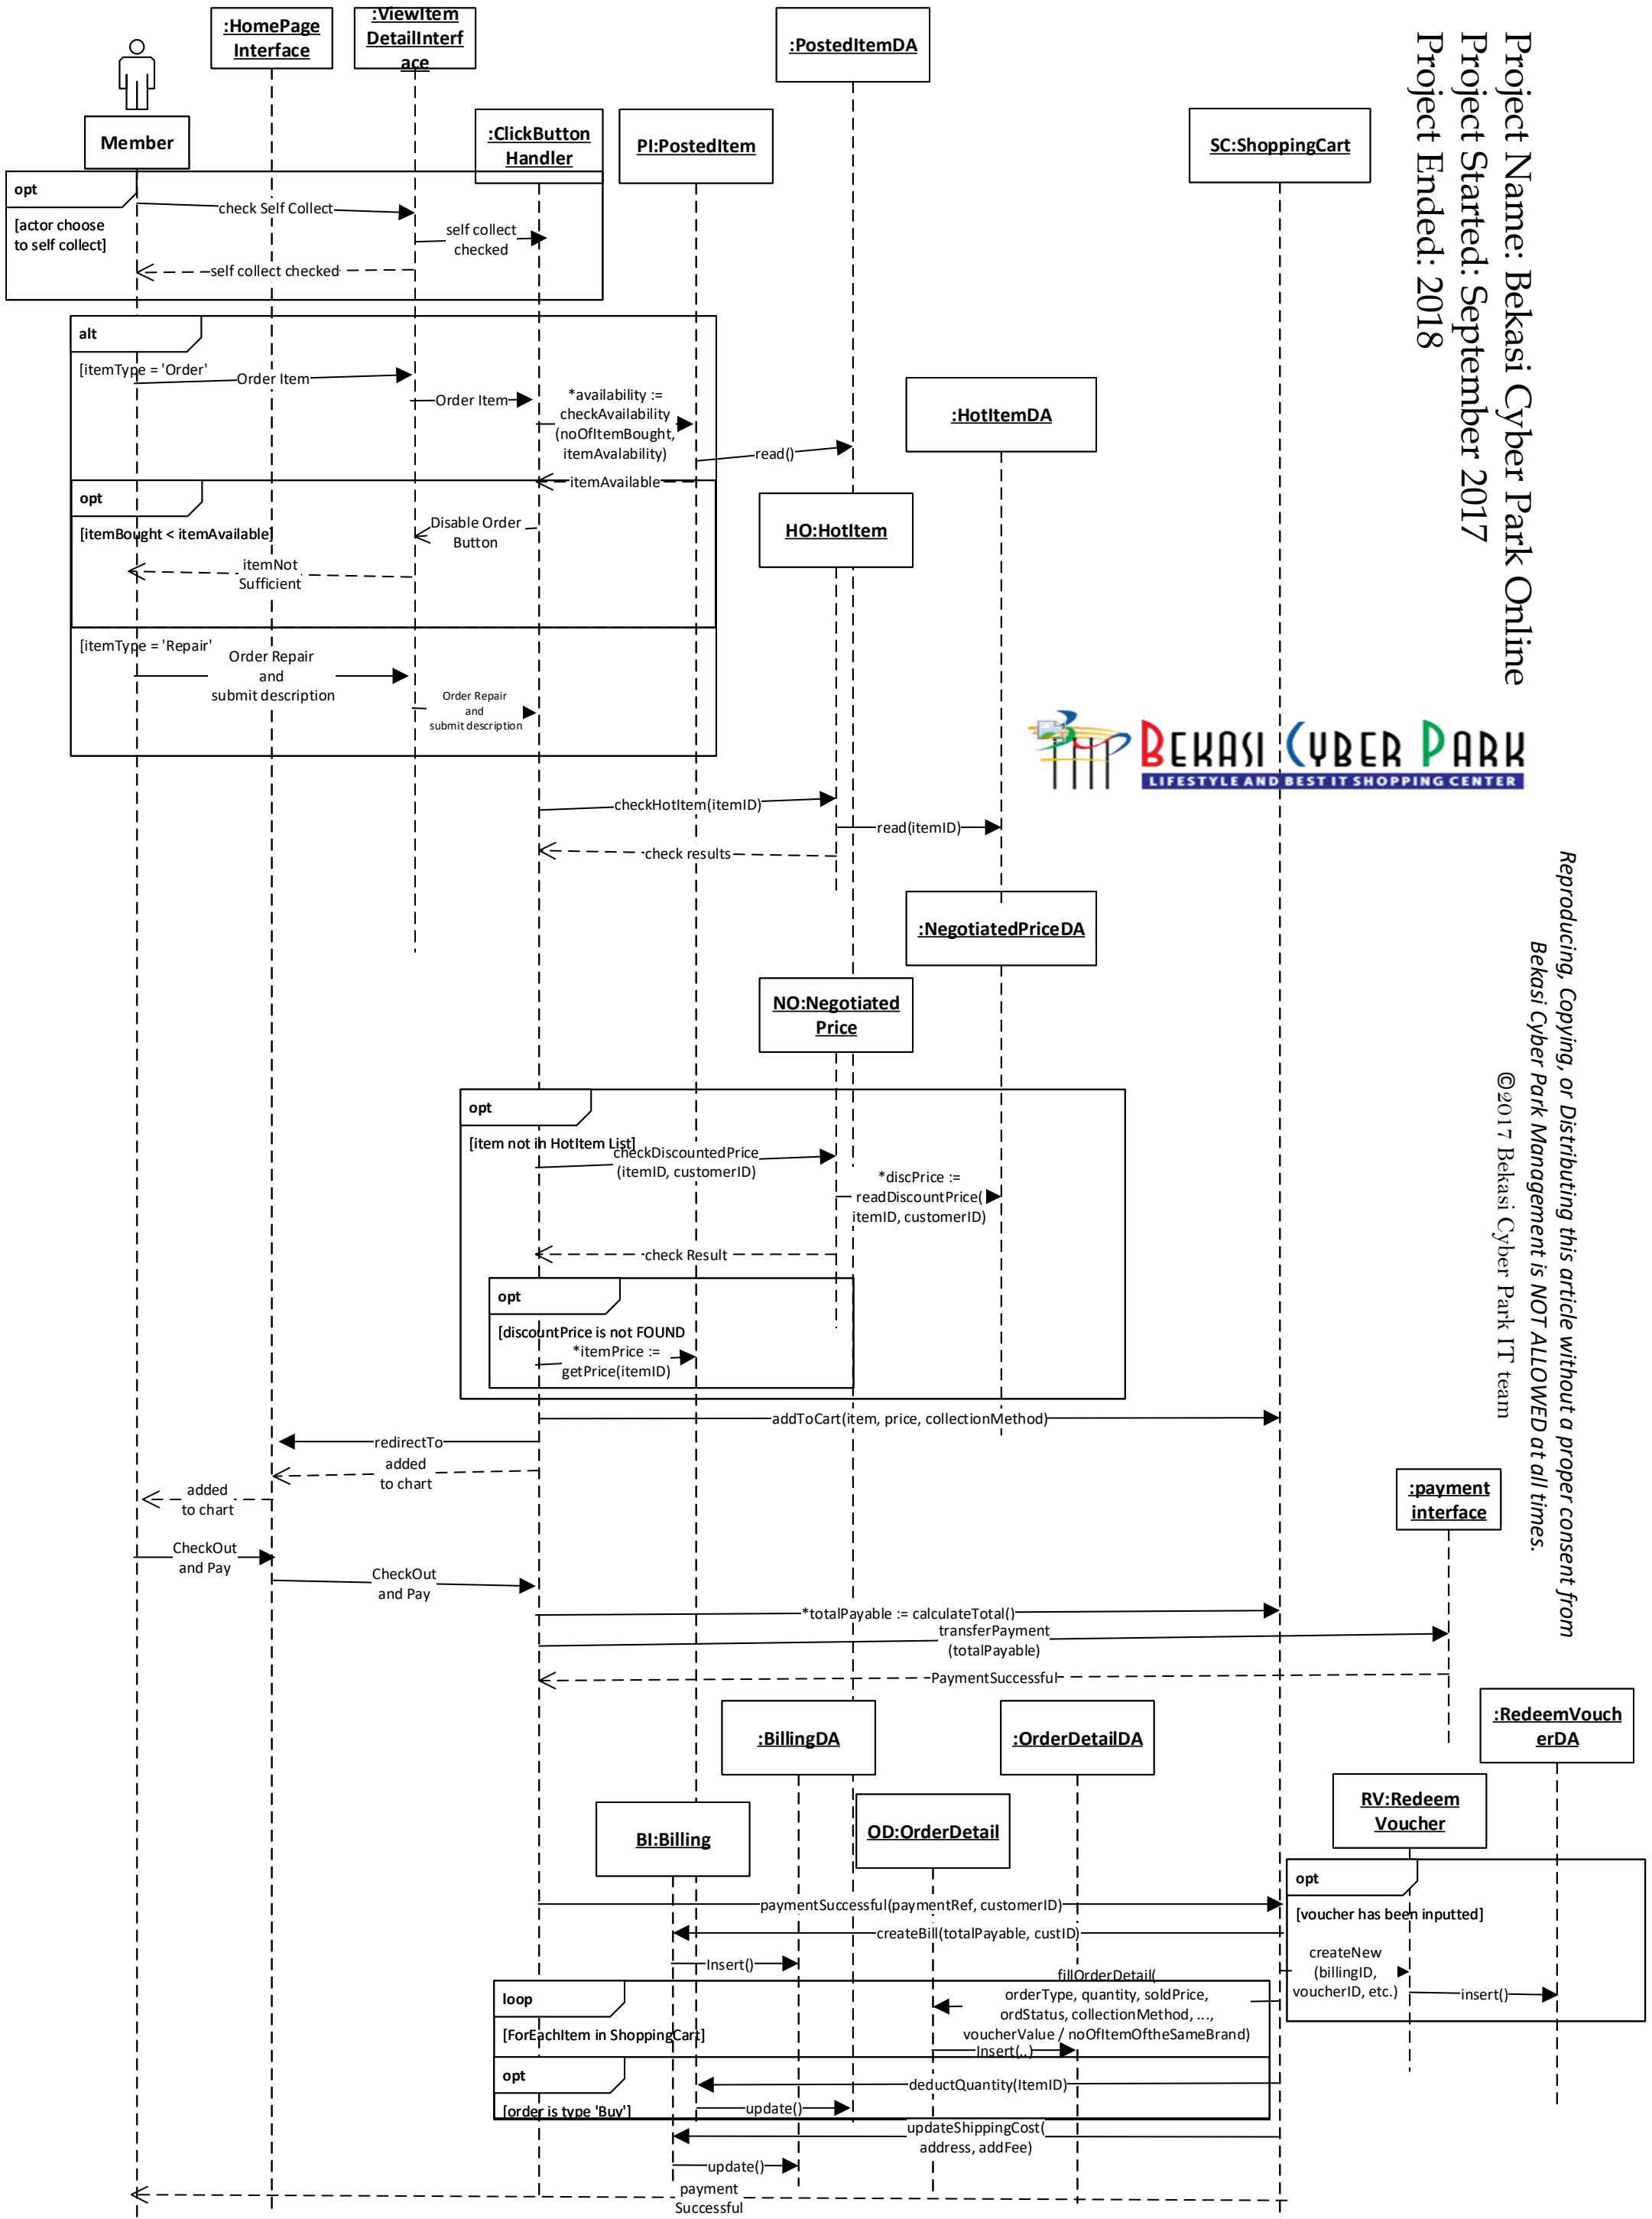 :HomePage
Interface
:ViewItem
DetailInterf
ace
:PostedItemDA
Member
:ClickButton
Handler
PI:PostedItem
SC:ShoppingCart
Project Name: Bekasi Cyber Park Online
Project Started: September 2017
Project Ended: 2018
opt
[actor choose
to self collect]
check Self Collect
self collect
checked
self collect checked
alt
[itemType = 'Order'
Order Item
Order Item
*availability :=
checkAvailability
(noOfItemBought,
itemAvalability)
read()
:HotItemDA
itemAvailable
opt
[itemBought < itemAvailable]
Disable Order
Button
itemNot
Sufficient
HO:HotItem
[itemType = 'Repair'
Order Repair
and
submit description
Order Repair
and
submit description
BEKASI CYBER PARK
LIFESTYLE AND BEST IT SHOPPING CENTER
checkHotItem(itemID)
read(itemID)
check results
:NegotiatedPriceDA
NO:Negotiated
Price
Reproducing, Copying, or Distributing this article without a proper consent from
Bekasi Cyber Park Management is NOT ALLOWED at all times.
©2017 Bekasi Cyber Park IT team
opt
[item not in HotItem List]
checkDiscountedPrice
(itemID, customerID)
*discPrice :=
readDiscountPrice(
itemID, customerID)
check Result
opt
[discountPrice is not FOUND
*itemPrice :=
getPrice(itemID)
addToCart(item, price, collectionMethod)
redirectTo
added
to chart
added
to chart
:payment
interface
CheckOut
and Pay
CheckOut
and Pay
*totalPayable := calculateTotal()
transferPayment
(totalPayable)
PaymentSuccessful
:BillingDA
:OrderDetailDA
:RedeemVouch
erDA
BI:Billing
OD:OrderDetail
RV:Redeem
Voucher
opt
[voucher has been inputted]
paymentSuccessful(paymentRef, customerID)
createBill(totalPayable, custID)
Insert()
createNew
(billingID,
voucherID, etc.)
insert()
loop
[ForEachItem in ShoppingCart]
fillOrderDetail(
orderType, quantity, soldPrice,
ordStatus, collectionMethod, ...,
voucherValue / noOfItemOftheSameBrand)
Insert(..)
opt
[order is type 'Buy']
deductQuantity(ItemID)
update()
updateShippingCost(
address, addFee)
update()
payment
Successful